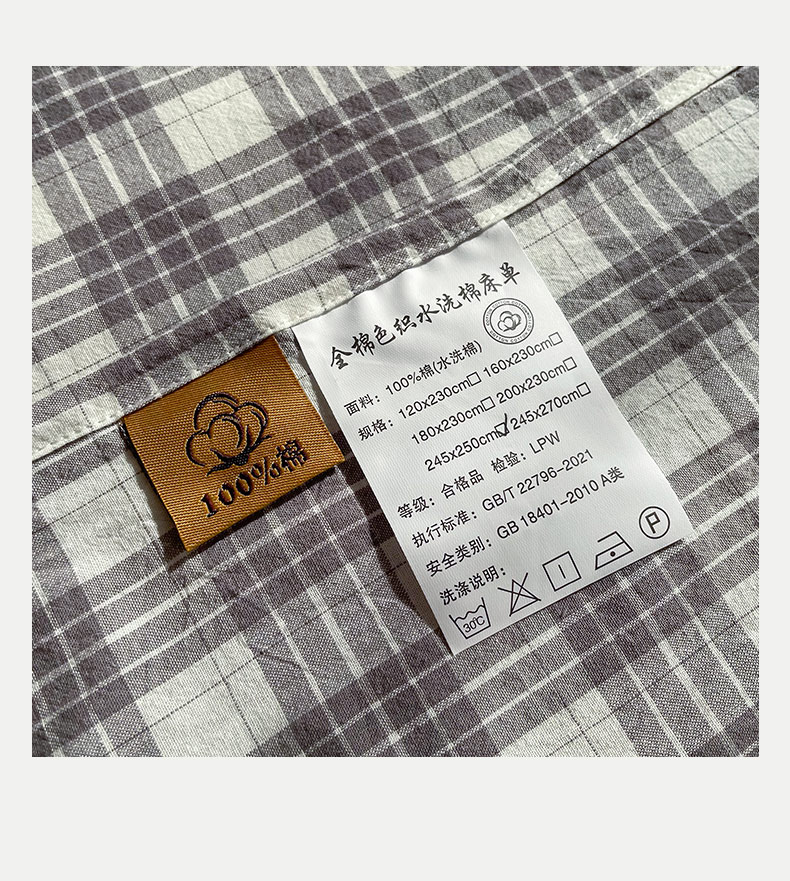 全棉色织水洗棉床单
面料：100%棉(水洗棉)
规格：120x230cm□ 160x230cm□
180x230cm□ 200x230cm□
245x250cm☑ 245x270cm□
等级：合格品 检验：LPW
执行标准：GB/T 22796-2021
安全类别：GB 18401-2010 A类
洗涤说明：
30℃
P
100%棉